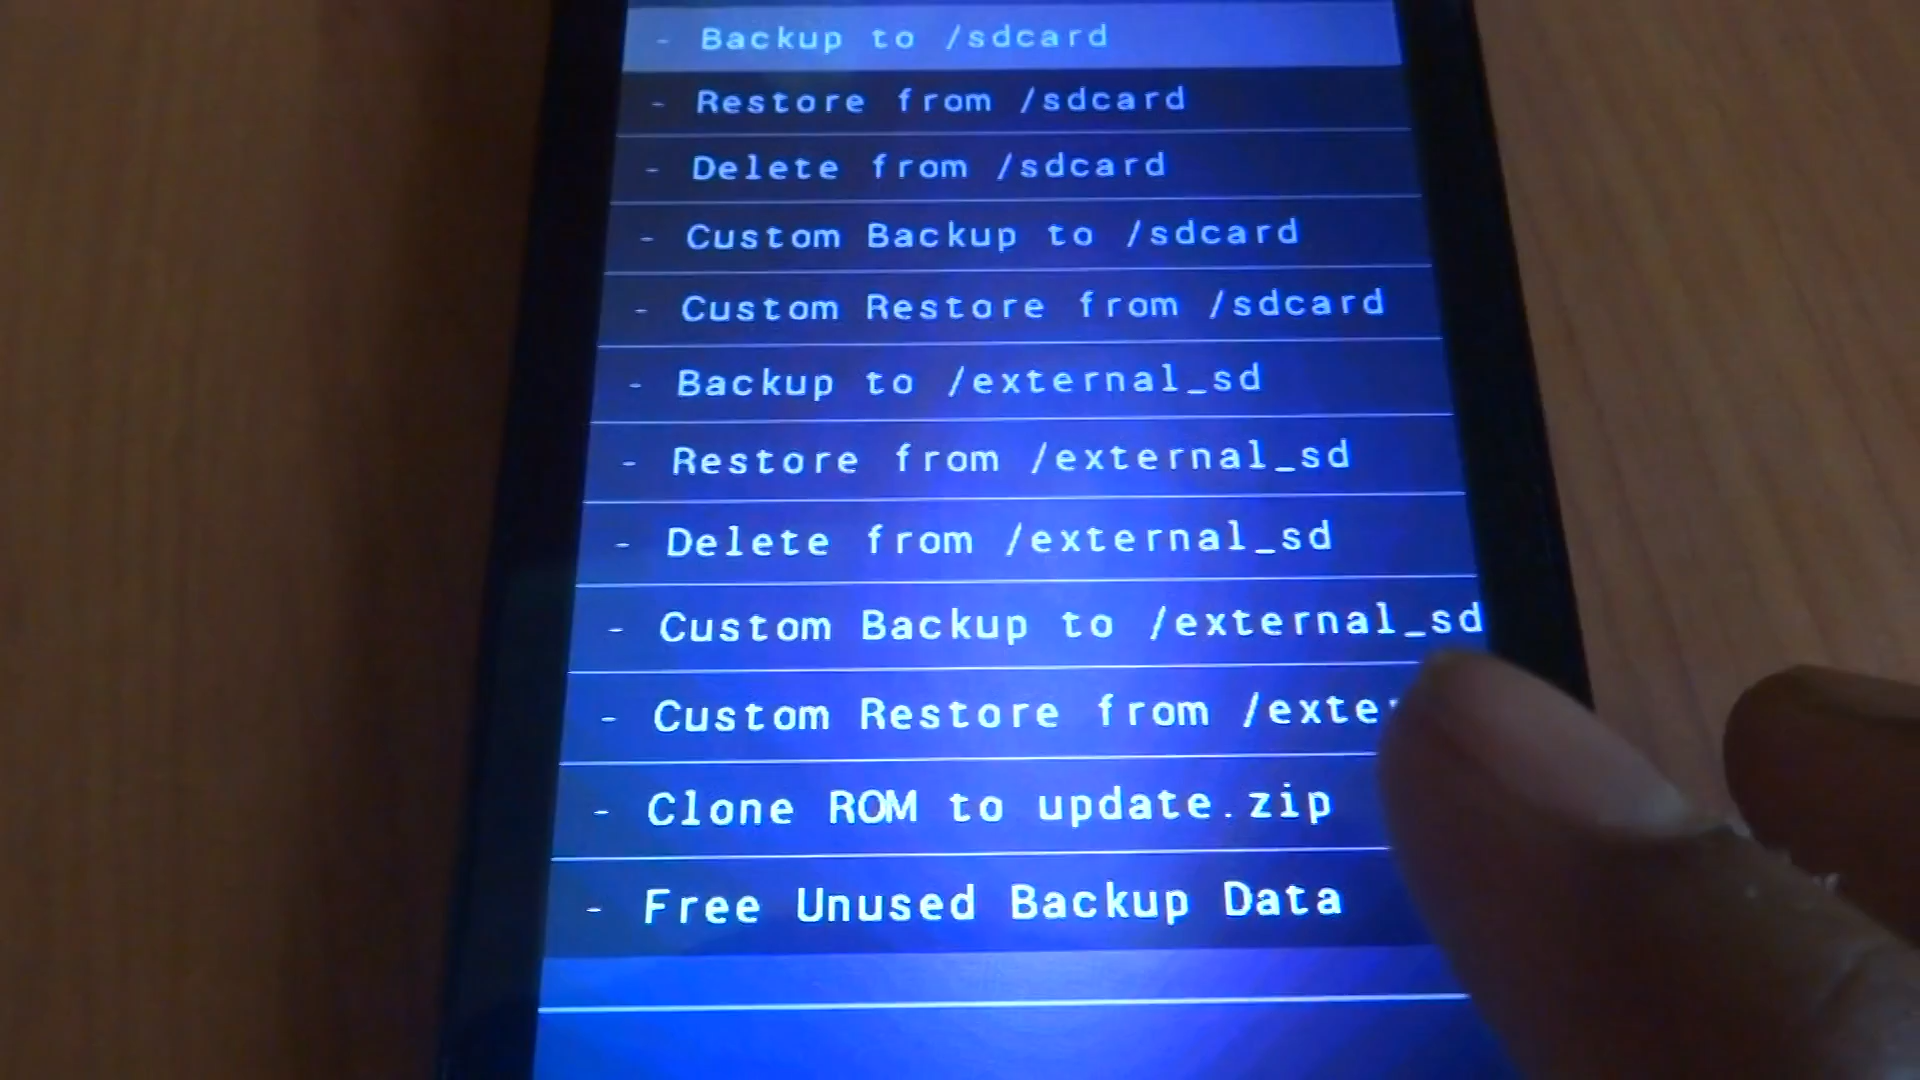 - Backup to /sdcard
- Restore from /sdcard
- Delete from /sdcard
- Custom Backup to /sdcard
- Custom Restore from /sdcard
- Backup to /external_sd
- Restore from /external_sd
- Delete from /external_sd
- Custom Backup to /external_sd
- Custom Restore from /exte
- Clone ROM to update.zip
- Free Unused Backup Data